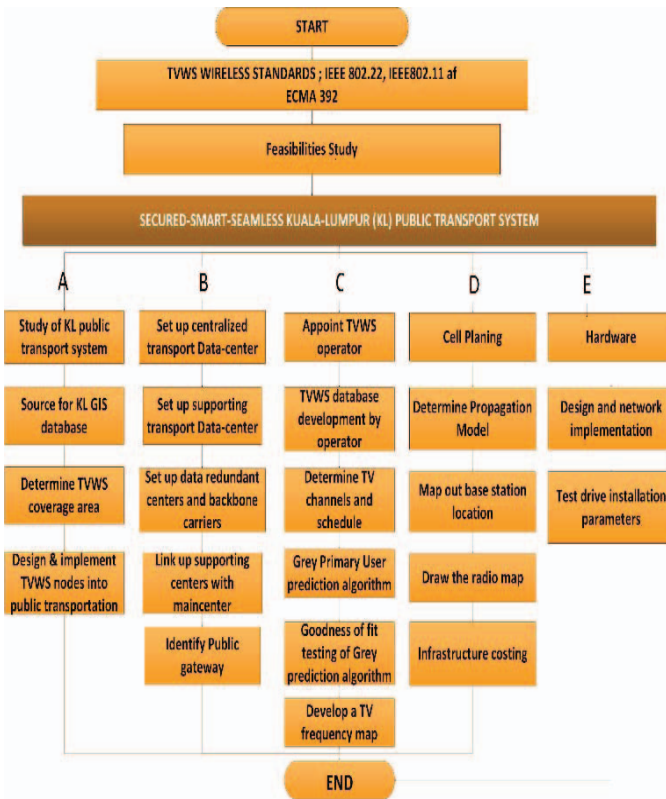 START
TVWS WIRELESS STANDARDS ; IEEE 802.22, IEEE802.11 af
ECMA 392
Feasibilities Study
SECURED-SMART-SEAMLESS KUALA-LUMPUR (KL) PUBLIC TRANSPORT SYSTEM
A
Study of KL public
transport system
Source for KL GIS
database
Determine TVWS
coverage area
Design & implement
TVWS nodes into
public transportation
B
Set up centralized
transport Data-center
Set up supporting
transport Data-center
Set up data redundant
centers and backbone
carriers
Link up supporting
centers with
maincenter
Identify Public
gateway
C
Appoint TVWS
operator
TVWS database
development by
operator
Determine TV
channels and
schedule
Grey Primary User
prediction algorithm
Goodness of fit
testing of Grey
prediction algorithm
Develop a TV
frequency map
D
Cell Planing
Determine Propagation
Model
Map out base station
location
Draw the radio map
Infrastructure costing
E
Hardware
Design and network
implementation
Test drive installation
parameters
END